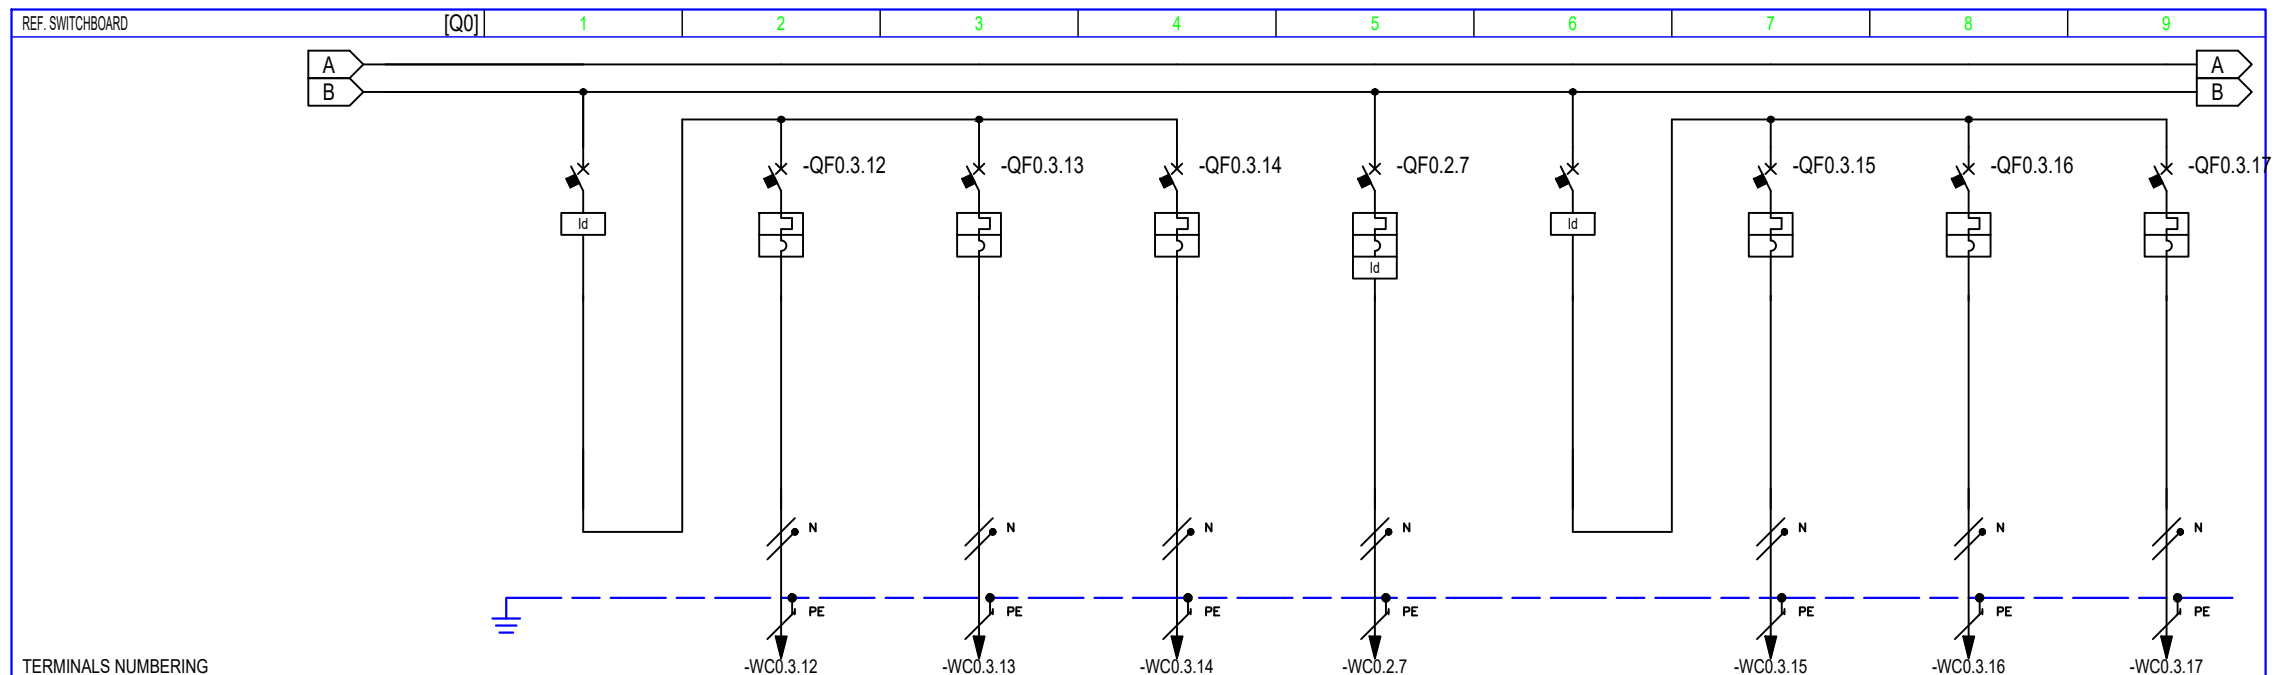 REF. SWITCHBOARD [Q0] 1 2 3 4 5 6 7 8 9
A A
B B
-QF0.3.12 -QF0.3.13 -QF0.3.14 -QF0.2.7 -QF0.3.15 -QF0.3.16 -QF0.3.17
Id Id
Id
N N N N N N N
PE PE PE PE PE PE PE
TERMINALS NUMBERING -WC0.3.12 -WC0.3.13 -WC0.3.14 -WC0.2.7 -WC0.3.15 -WC0.3.16 -WC0.3.17